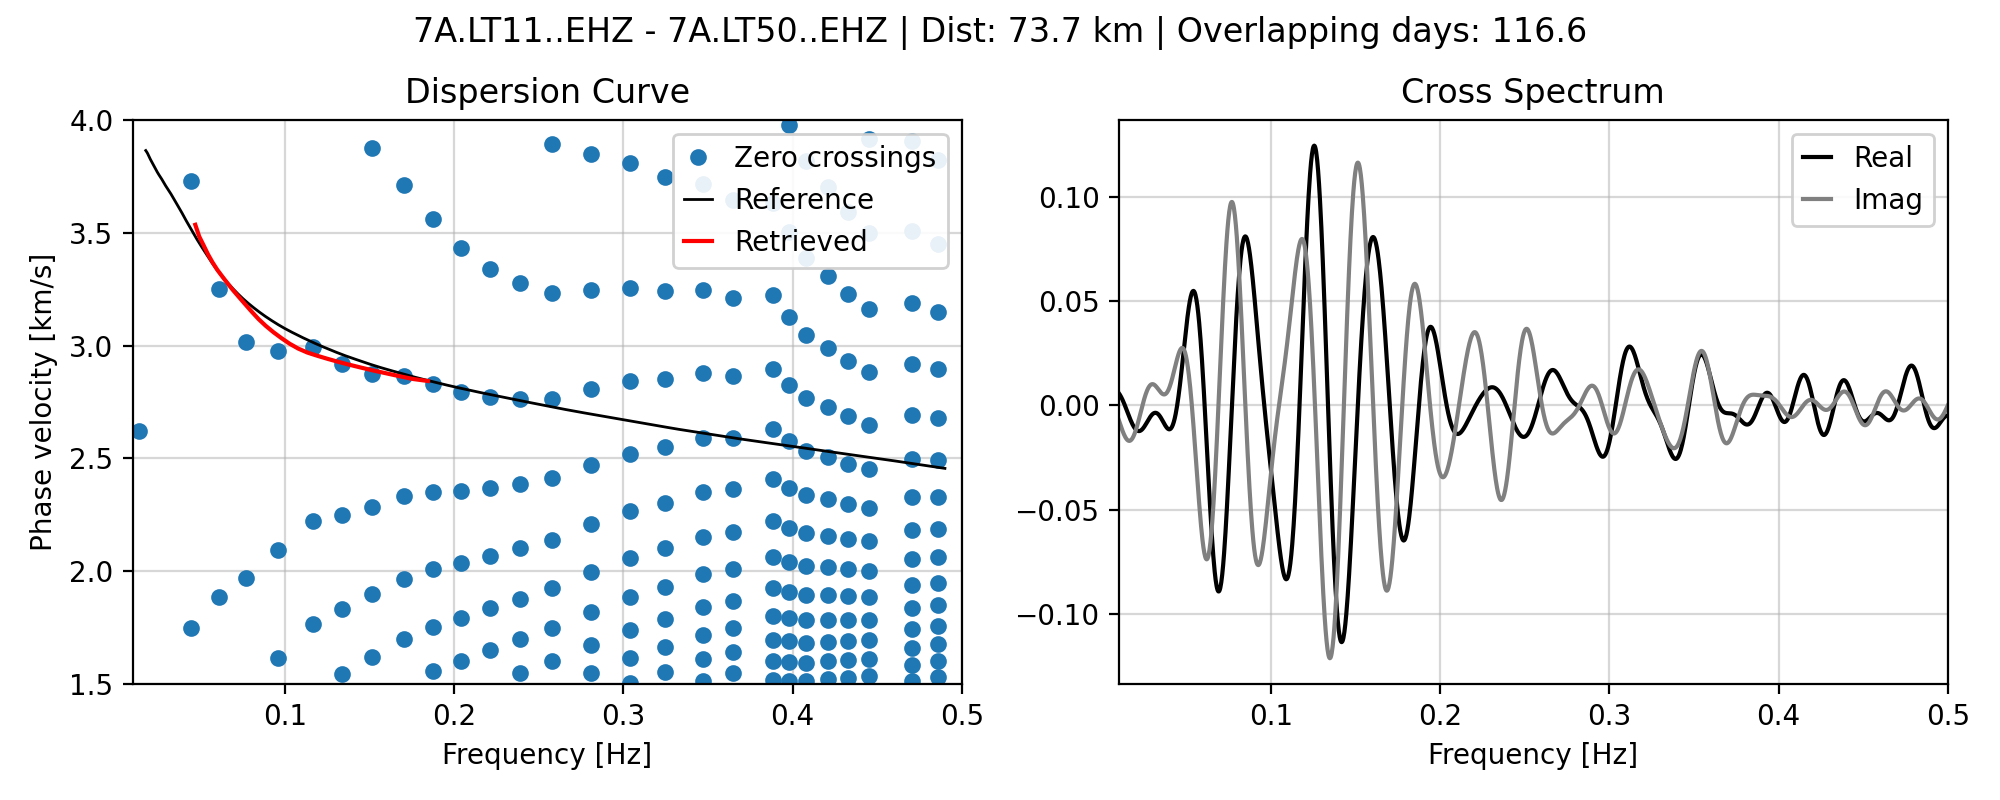 7A.LT11..EHZ - 7A.LT50..EHZ | Dist: 73.7 km | Overlapping days: 116.6
Dispersion Curve
4.0
3.5
3.0
2.5
2.0
1.5
Phase velocity [km/s]
Zero crossings
Reference
Retrieved
0.1
0.2
0.3
0.4
0.5
Frequency [Hz]
Cross Spectrum
0.10
0.05
0.00
−0.05
−0.10
Real
Imag
0.1
0.2
0.3
0.4
0.5
Frequency [Hz]